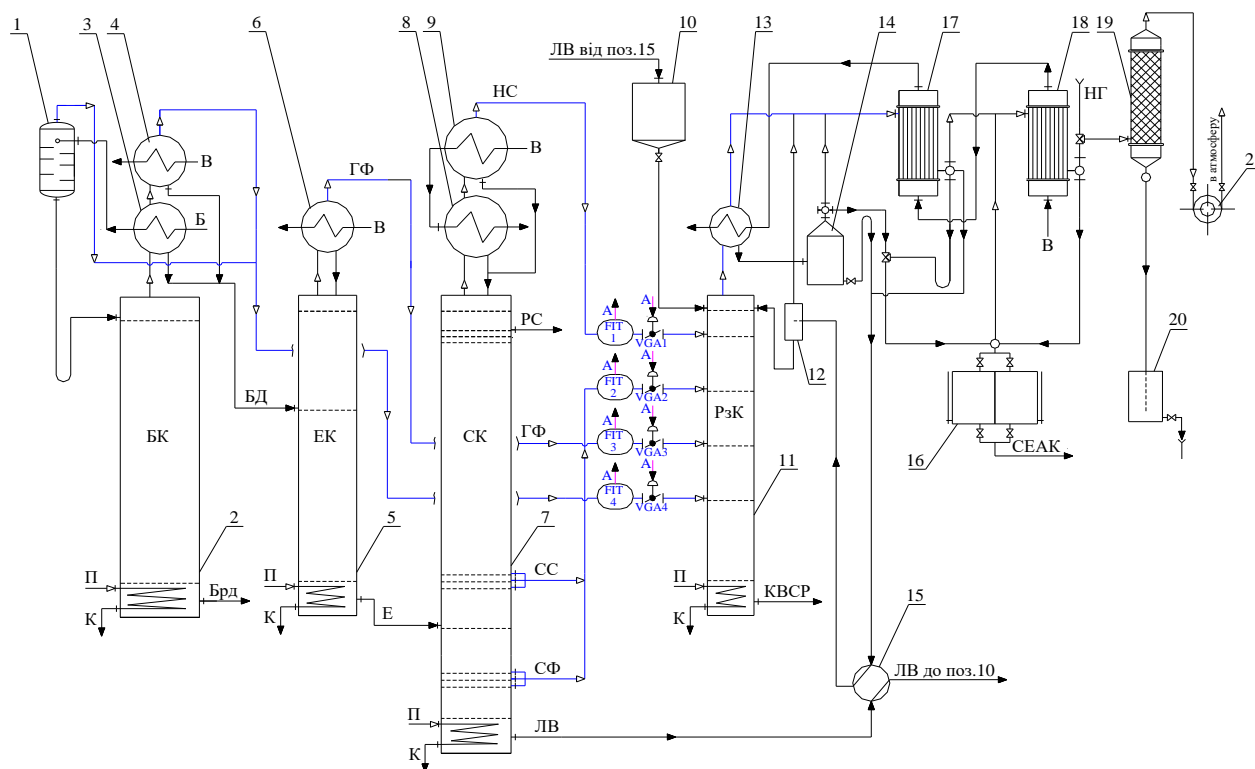 1
3
4
6
8
9
10
13
14
17
18
19
ЛВ від поз.15
НС
НГ
ГФ
В
В
В
Б
В
в атмосферу
2
A
A
FIT
1
VGA1
РС
A
A
FIT
2
VGA2
12
20
БД
БК
ЕК
СК
ГФ
A
A
FIT
3
VGA3
РзК
16
СЕАК
A
A
FIT
4
VGA4
11
2
5
7
П
Брд
К
П
К
Е
СС
П
К
КВСР
15
СФ
ЛВ до поз.10
П
К
ЛВ